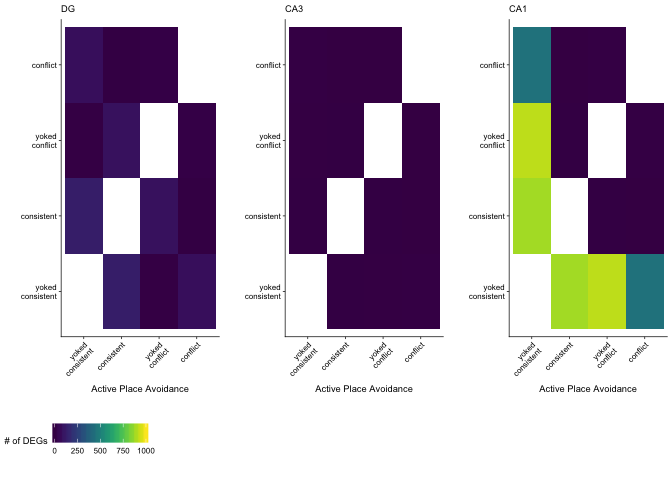 DG
CA3
CA1
conflict
yoked
conflict
consistent
yoked
consistent
yoked
consistent
consistent
yoked
conflict
conflict
Active Place Avoidance
conflict
yoked
conflict
consistent
yoked
consistent
yoked
consistent
consistent
yoked
conflict
conflict
Active Place Avoidance
conflict
yoked
conflict
consistent
yoked
consistent
yoked
consistent
consistent
yoked
conflict
conflict
Active Place Avoidance
# of DEGs
0 250 500 750 1000